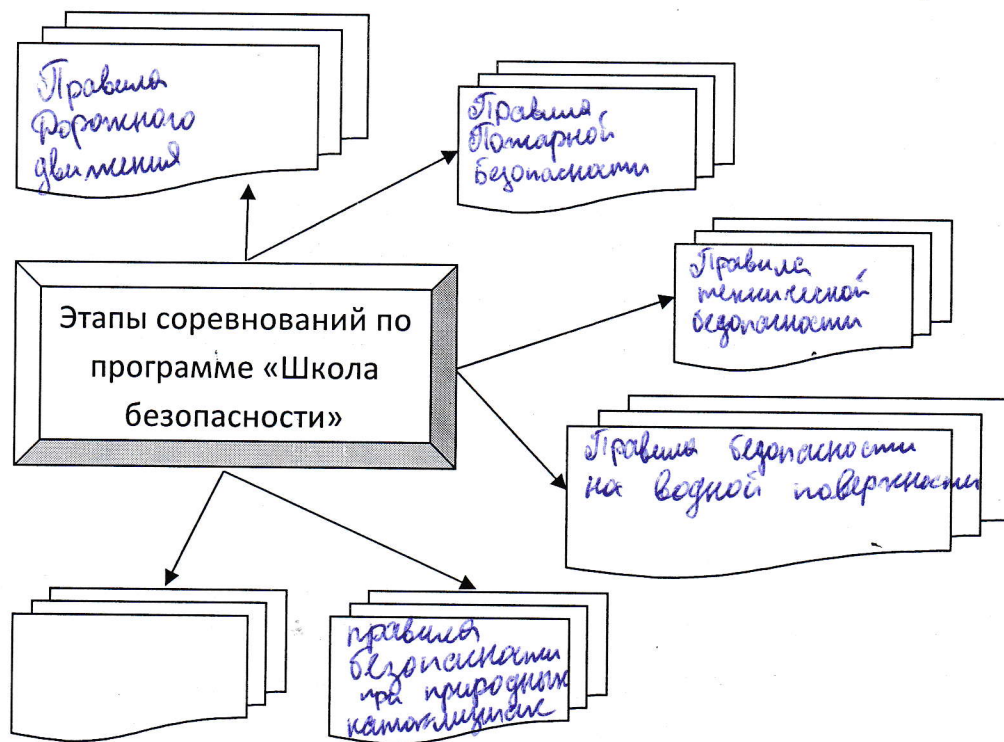 Правила
Дорожного
движения
Правила
Пожарной
безопасности
Правила
технической
безопасности
Этапы соревнований по
программе «Школа
безопасности»
Правила безопасности
на водной поверхности
правила
безопасности
при природных
катаклизмах